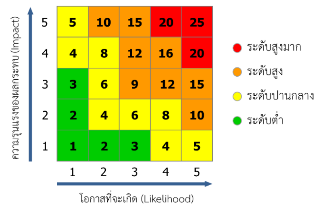 ความรุนแรงของผลกระทบ (Impact)
5 5 10 15 20 25
4 4 8 12 16 20
3 3 6 9 12 15
2 2 4 6 8 10
1 1 2 3 4 5
1 2 3 4 5
โอกาสที่จะเกิด (Likelihood)
ระดับสูงมาก
ระดับสูง
ระดับปานกลาง
ระดับต่ำ